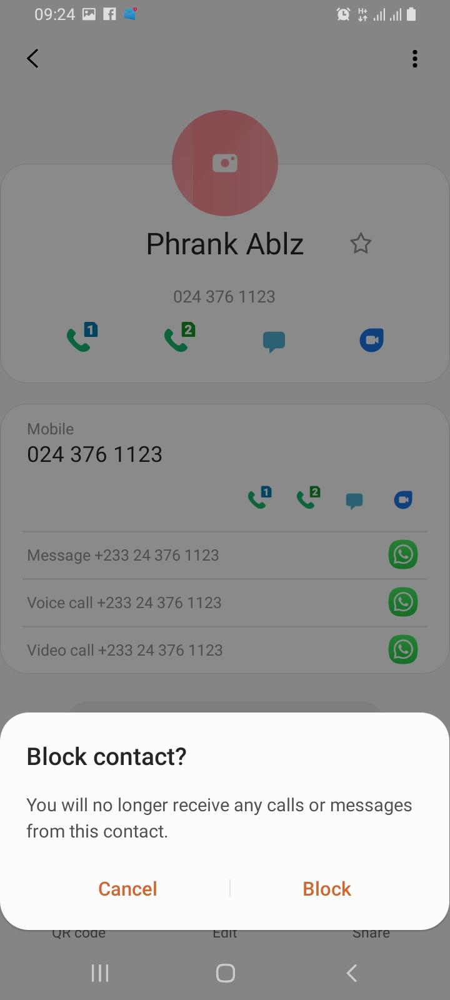 09:24
H+
Phrank Ablz
024 376 1123
1
2
Mobile
024 376 1123
1
2
Message +233 24 376 1123
Voice call +233 24 376 1123
Video call +233 24 376 1123
Block contact?
You will no longer receive any calls or messages
from this contact.
Cancel
Block
QR code
Edit
Share